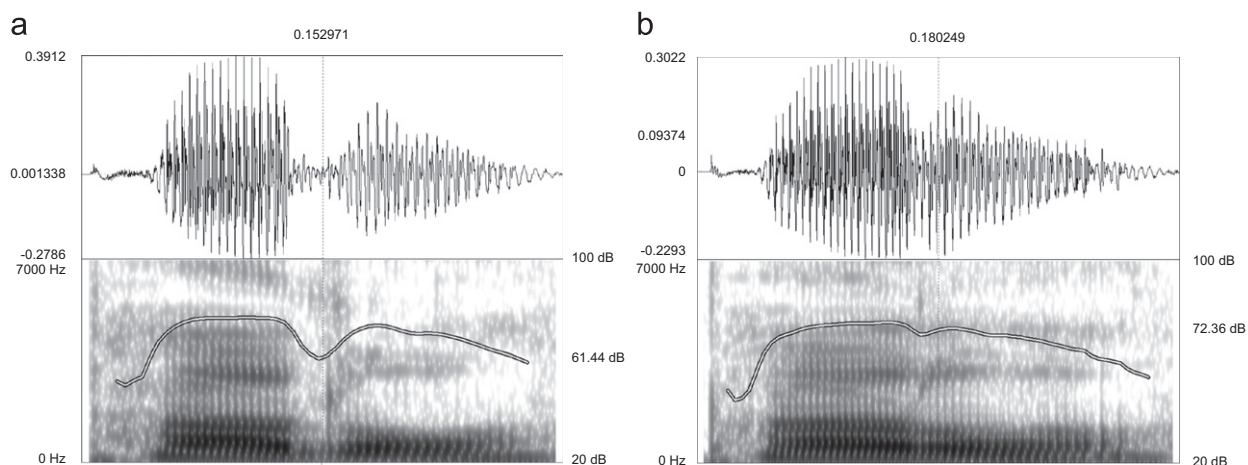 a
0.152971
0.3912
0.001338
-0.2786
7000 Hz
100 dB
61.44 dB
0 Hz
20 dB
b
0.180249
0.3022
0.09374
0
-0.2293
7000 Hz
100 dB
72.36 dB
0 Hz
20 dB